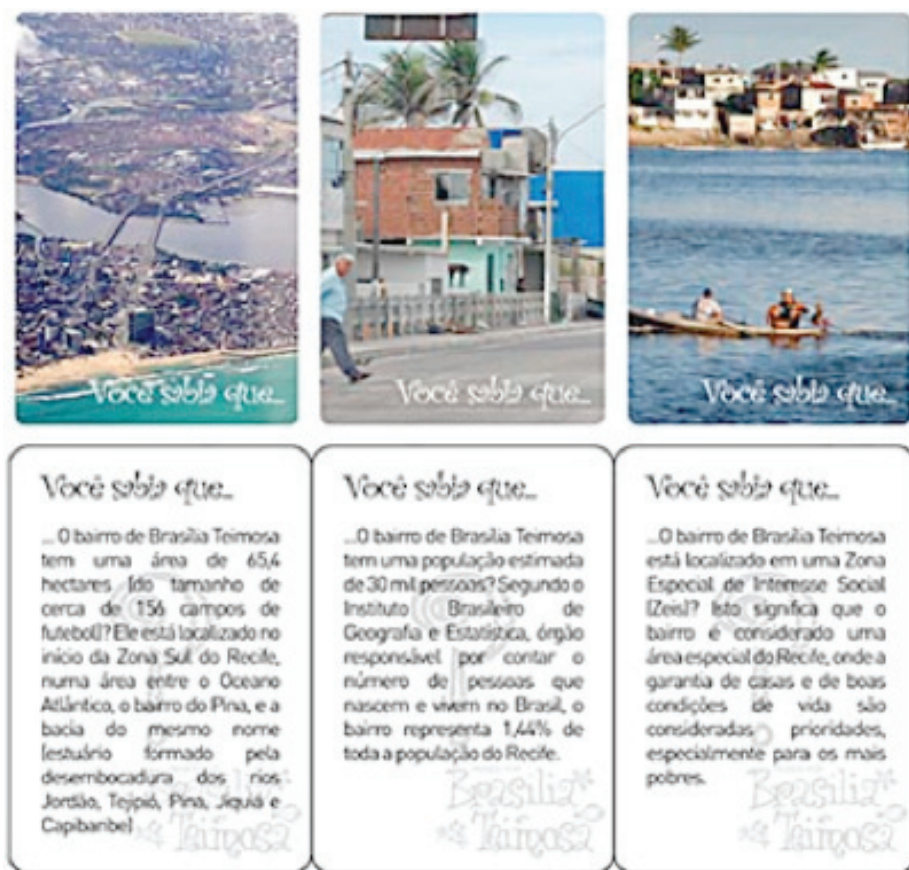 Você sabia que...
Você sabia que...
Você sabia que...
Você sabia que...
... O bairro de Brasília Teimosa
tem uma área de 65,4
hectares (do tamanho de
cerca de 156 campos de
futebol)? Ele está localizado no
início da Zona Sul do Recife,
numa área entre o Oceano
Atlântico, o bairro do Pina, e a
bacia do mesmo nome
(estuário formado pela
desembocadura dos rios
Jordão, Tejipió, Pina, Jiquiá e
Capibaribe)
Você sabia que...
...O bairro de Brasília Teimosa
tem uma população estimada
de 30 mil pessoas? Segundo o
Instituto Brasileiro de
Geografia e Estatística, órgão
responsável por contar o
número de pessoas que
nascem e vivem no Brasil, o
bairro representa 1,44% de
toda a população do Recife.
Brasília
Teimosa
Você sabia que...
...O bairro de Brasília Teimosa
está localizado em uma Zona
Especial de Interesse Social
(Zeis)? Isto significa que o
bairro é considerado uma
área especial do Recife, onde a
garantia de casas e de boas
condições de vida são
consideradas prioridades,
especialmente para os mais
pobres.
Brasília
Teimosa